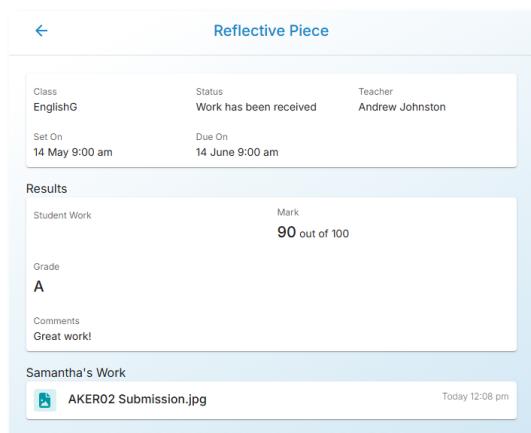 Reflective Piece
Class
EnglishG
Status
Work has been received
Teacher
Andrew Johnston
Set On
14 May 9:00 am
Due On
14 June 9:00 am
Results
Student Work
Mark
90 out of 100
Grade
A
Comments
Great work!
Samantha's Work
AKER02 Submission.jpg
Today 12:08 pm